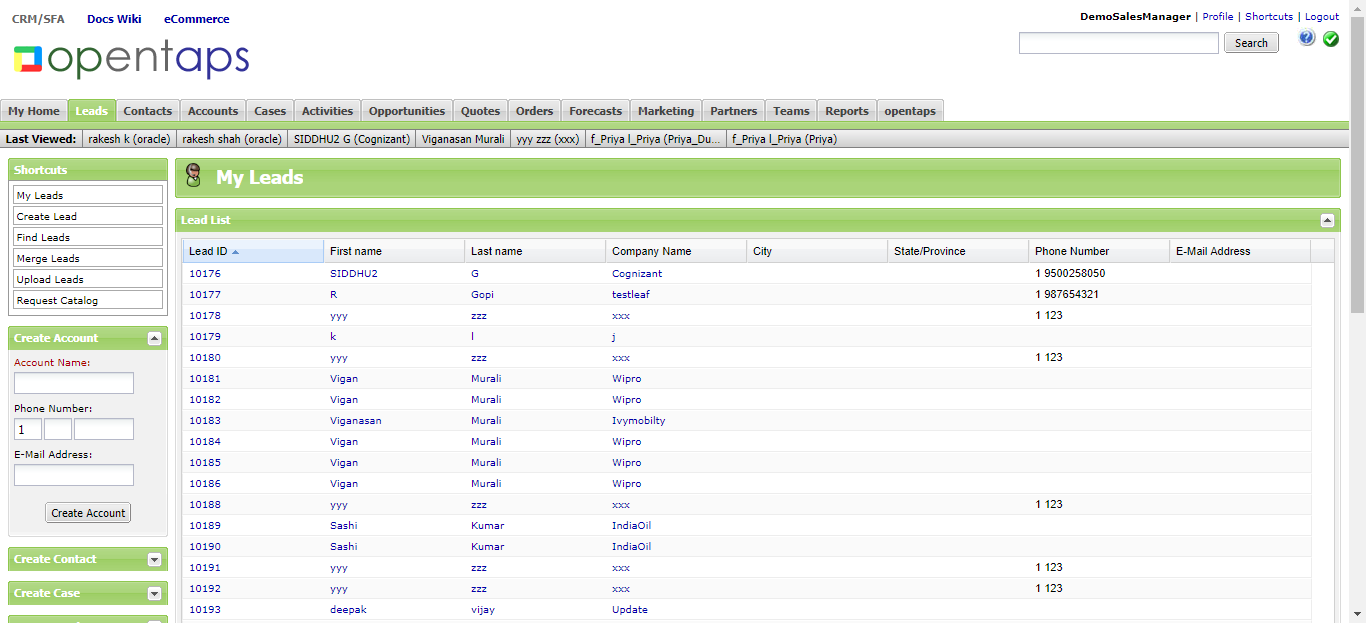 CRM/SFA Docs Wiki eCommerce
DemoSalesManager | Profile | Shortcuts | Logout
opentaps
Search
My Home Leads Contacts Accounts Cases Activities Opportunities Quotes Orders Forecasts Marketing Partners Teams Reports opentaps
Last Viewed: rakesh k (oracle) rakesh shah (oracle) SIDDHU2 G (Cognizant) Viganasan Murali yyy zzz (xxx) f_Priya l_Priya (Priya_Du... f_Priya l_Priya (Priya)
Shortcuts
My Leads
Create Lead
Find Leads
Merge Leads
Upload Leads
Request Catalog
Create Account
Account Name:
Phone Number:
1
E-Mail Address:
Create Account
Create Contact
Create Case
My Leads
Lead List
Lead ID First name Last name Company Name City State/Province Phone Number E-Mail Address
10176 SIDDHU2 G Cognizant 1 9500258050
10177 R Gopi testleaf 1 987654321
10178 yyy zzz xxx 1 123
10179 k l j
10180 yyy zzz xxx 1 123
10181 Vigan Murali Wipro
10182 Vigan Murali Wipro
10183 Viganasan Murali Ivymobilty
10184 Vigan Murali Wipro
10185 Vigan Murali Wipro
10186 Vigan Murali Wipro
10188 yyy zzz xxx 1 123
10189 Sashi Kumar IndiaOil
10190 Sashi Kumar IndiaOil
10191 yyy zzz xxx 1 123
10192 yyy zzz xxx 1 123
10193 deepak vijay Update